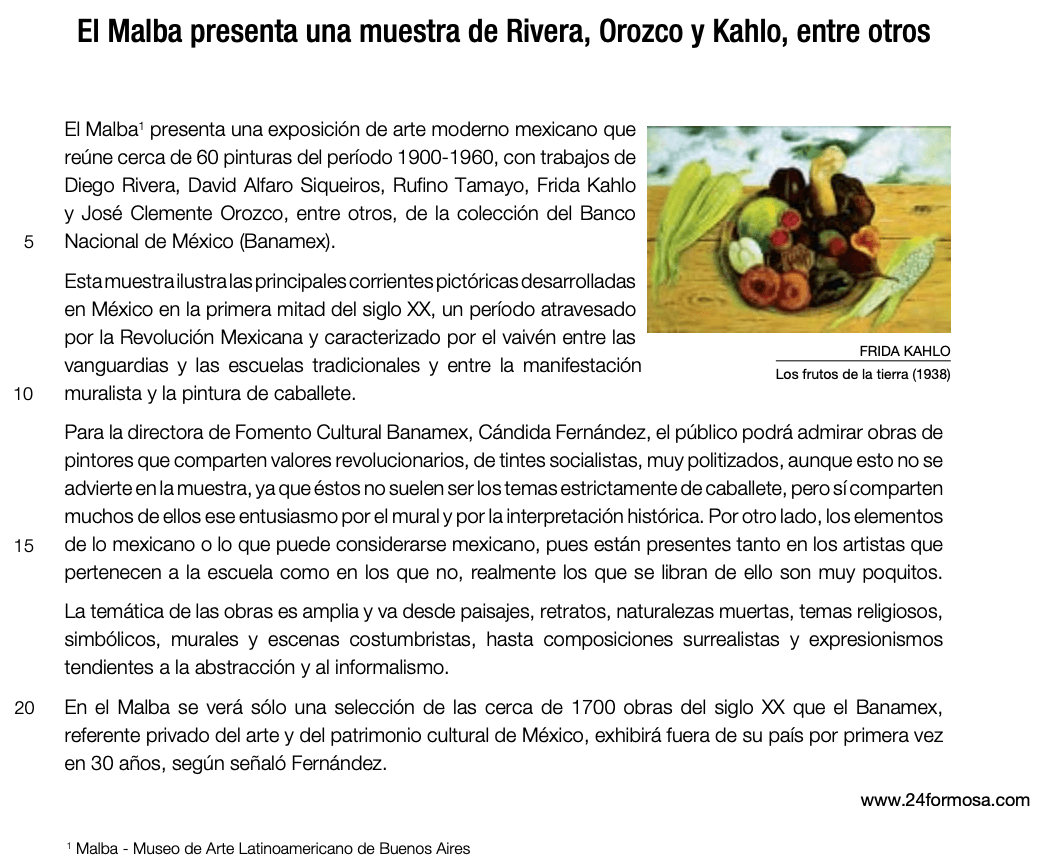 El Malba presenta una muestra de Rivera, Orozco y Kahlo, entre otros
El Malba¹ presenta una exposición de arte moderno mexicano que
reúne cerca de 60 pinturas del período 1900-1960, con trabajos de
Diego Rivera, David Alfaro Siqueiros, Rufino Tamayo, Frida Kahlo
y José Clemente Orozco, entre otros, de la colección del Banco
5 Nacional de México (Banamex).
Esta muestra ilustra las principales corrientes pictóricas desarrolladas
en México en la primera mitad del siglo XX, un período atravesado
por la Revolución Mexicana y caracterizado por el vaivén entre las
vanguardias y las escuelas tradicionales y entre la manifestación
10 muralista y la pintura de caballete.
FRIDA KAHLO
Los frutos de la tierra (1938)
Para la directora de Fomento Cultural Banamex, Cándida Fernández, el público podrá admirar obras de
pintores que comparten valores revolucionarios, de tintes socialistas, muy politizados, aunque esto no se
advierte en la muestra, ya que éstos no suelen ser los temas estrictamente de caballete, pero sí comparten
muchos de ellos ese entusiasmo por el mural y por la interpretación histórica. Por otro lado, los elementos
15 de lo mexicano o lo que puede considerarse mexicano, pues están presentes tanto en los artistas que
pertenecen a la escuela como en los que no, realmente los que se libran de ello son muy poquitos.
La temática de las obras es amplia y va desde paisajes, retratos, naturalezas muertas, temas religiosos,
simbólicos, murales y escenas costumbristas, hasta composiciones surrealistas y expresionismos
tendientes a la abstracción y al informalismo.
20 En el Malba se verá sólo una selección de las cerca de 1700 obras del siglo XX que el Banamex,
referente privado del arte y del patrimonio cultural de México, exhibirá fuera de su país por primera vez
en 30 años, según señaló Fernández.
www.24formosa.com
¹ Malba - Museo de Arte Latinoamericano de Buenos Aires